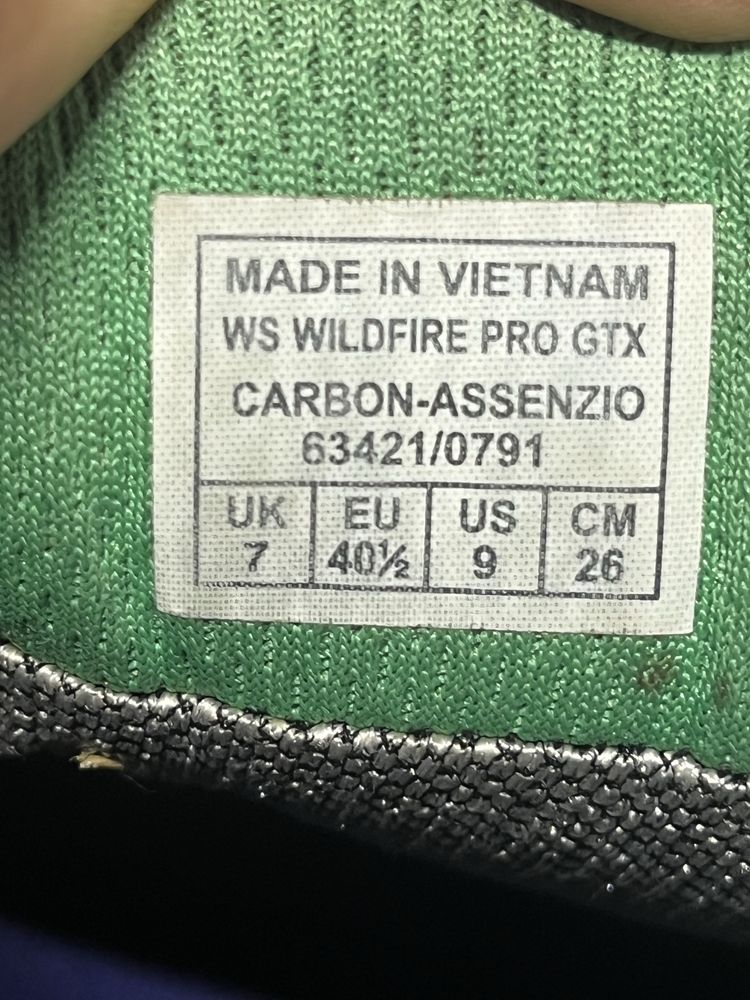 MADE IN VIETNAM
WS WILDFIRE PRO GTX
CARBON-ASSENZIO
63421/0791
UK EU US CM
7 40½ 9 26